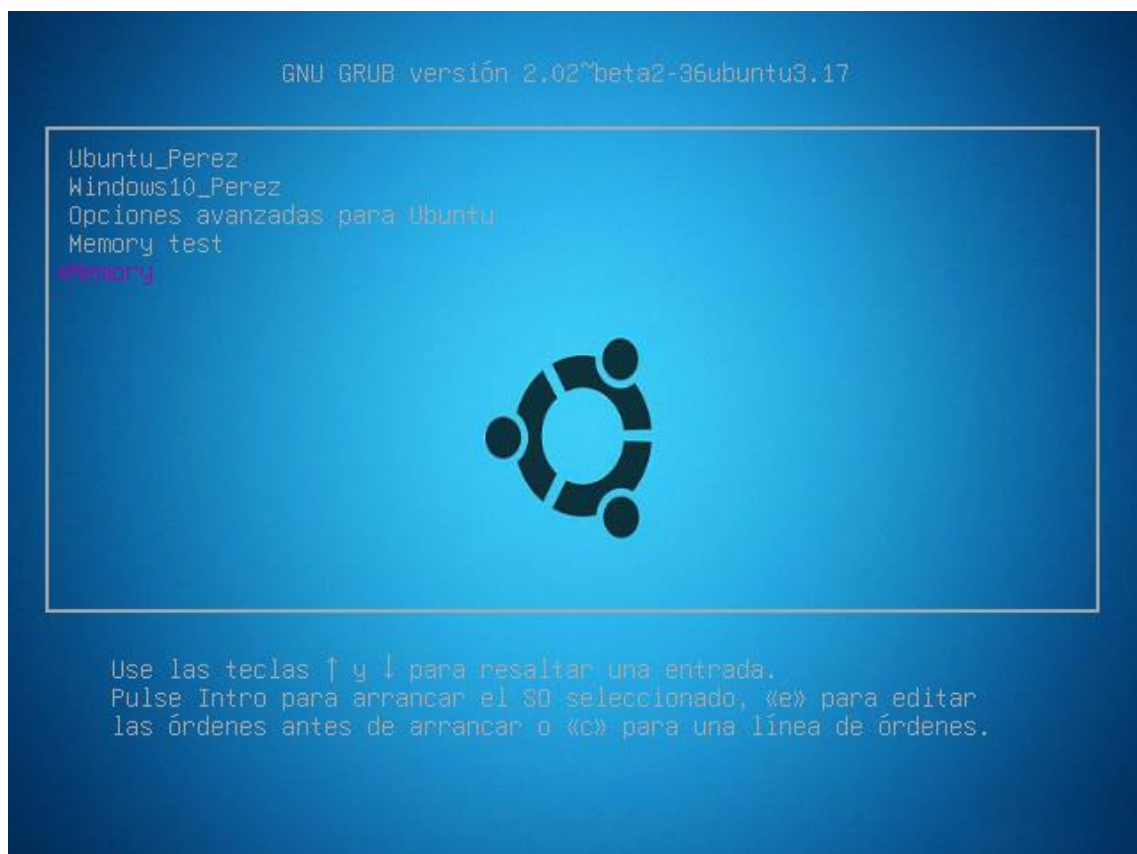 GNU GRUB versión 2.02~beta2-36ubuntu3.17
Ubuntu_Perez
Windows10_Perez
Opciones avanzadas para Ubuntu
Memory test
*Memory
Use las teclas ↑ y ↓ para resaltar una entrada.
Pulse Intro para arrancar el SO seleccionado, «e» para editar
las órdenes antes de arrancar o «c» para una línea de órdenes.